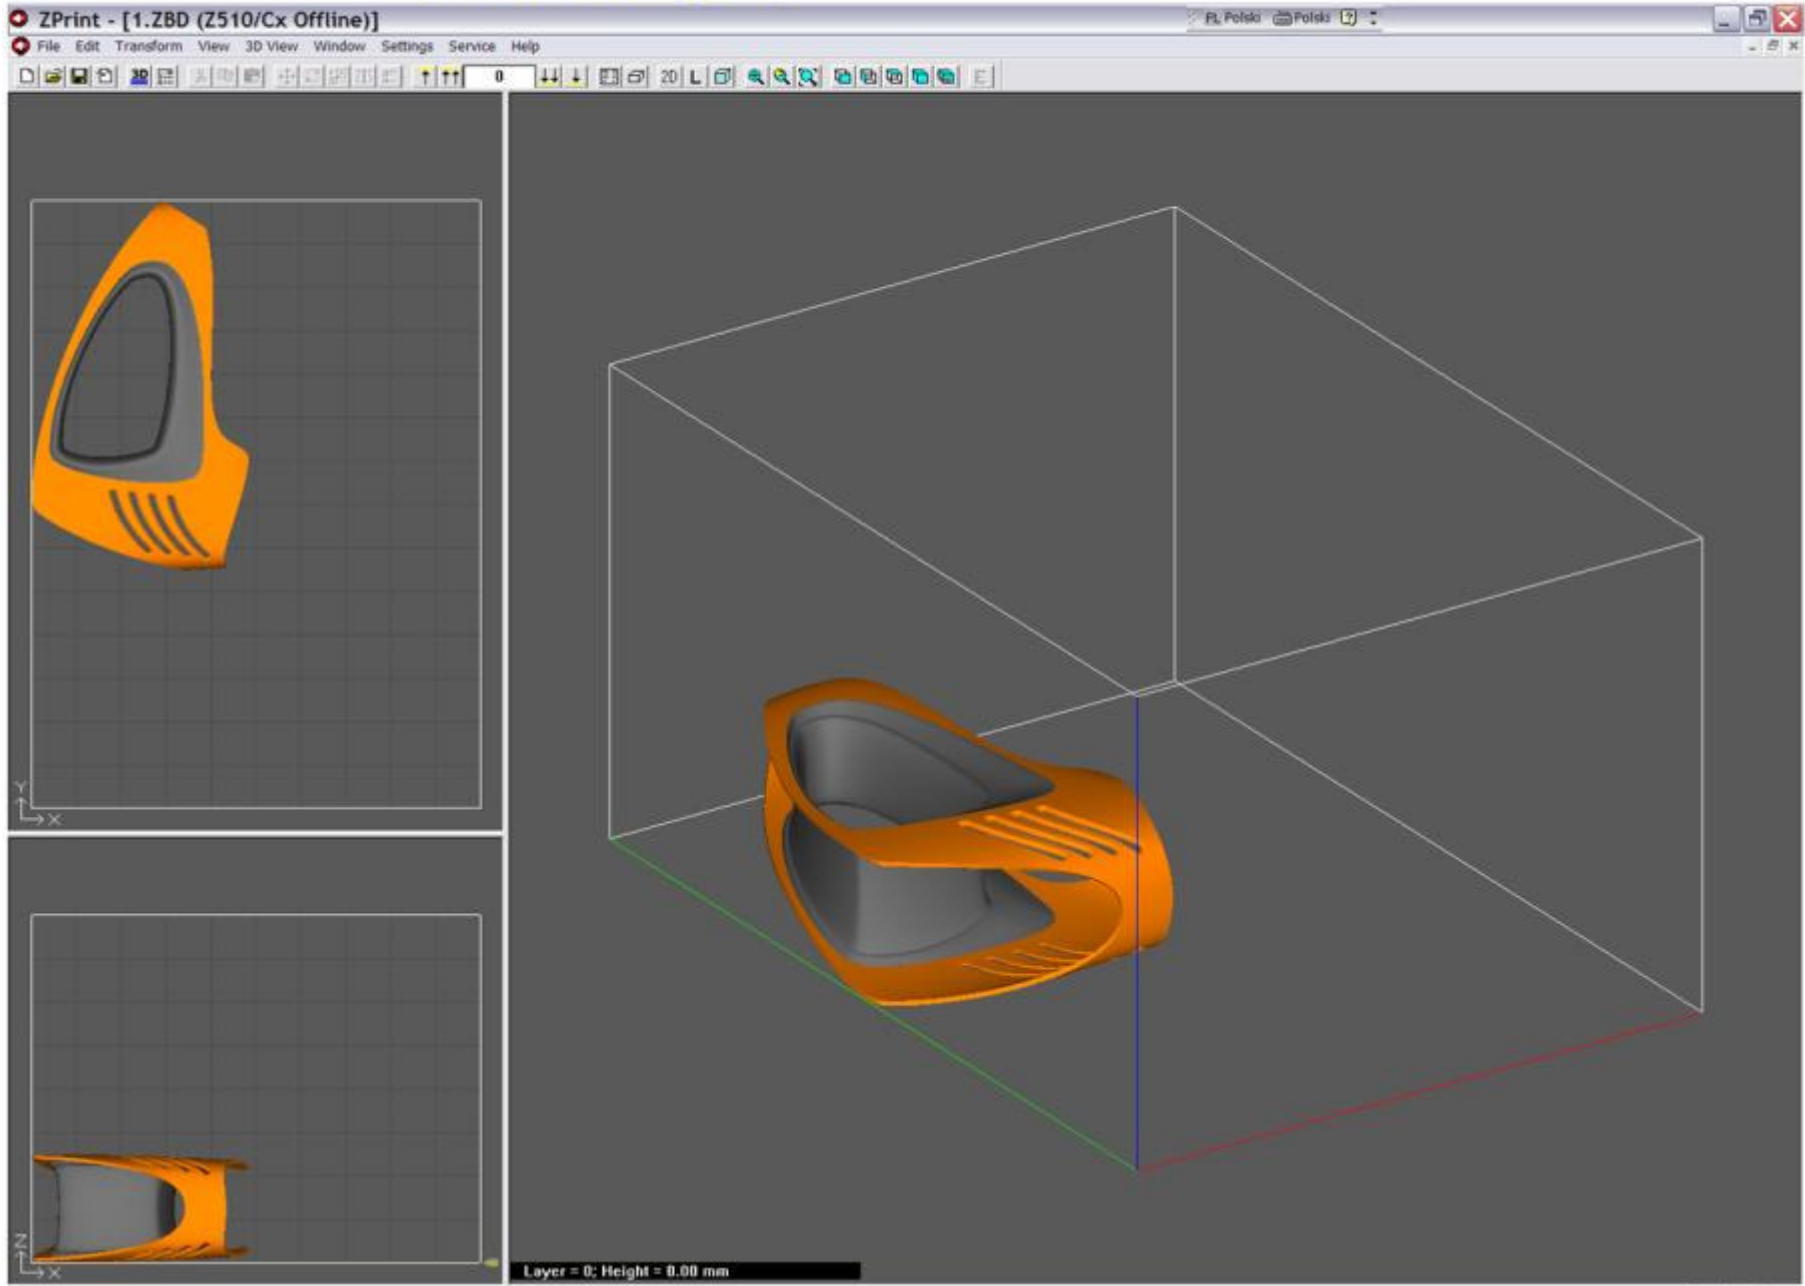 ZPrint - [1.ZBD (Z510/Cx Offline)]
PL Polski Polski ?
File Edit Transform View 3D View Window Settings Service Help
3D 0 2D L E
Y
X
Z
X
Layer = 0; Height = 0.00 mm